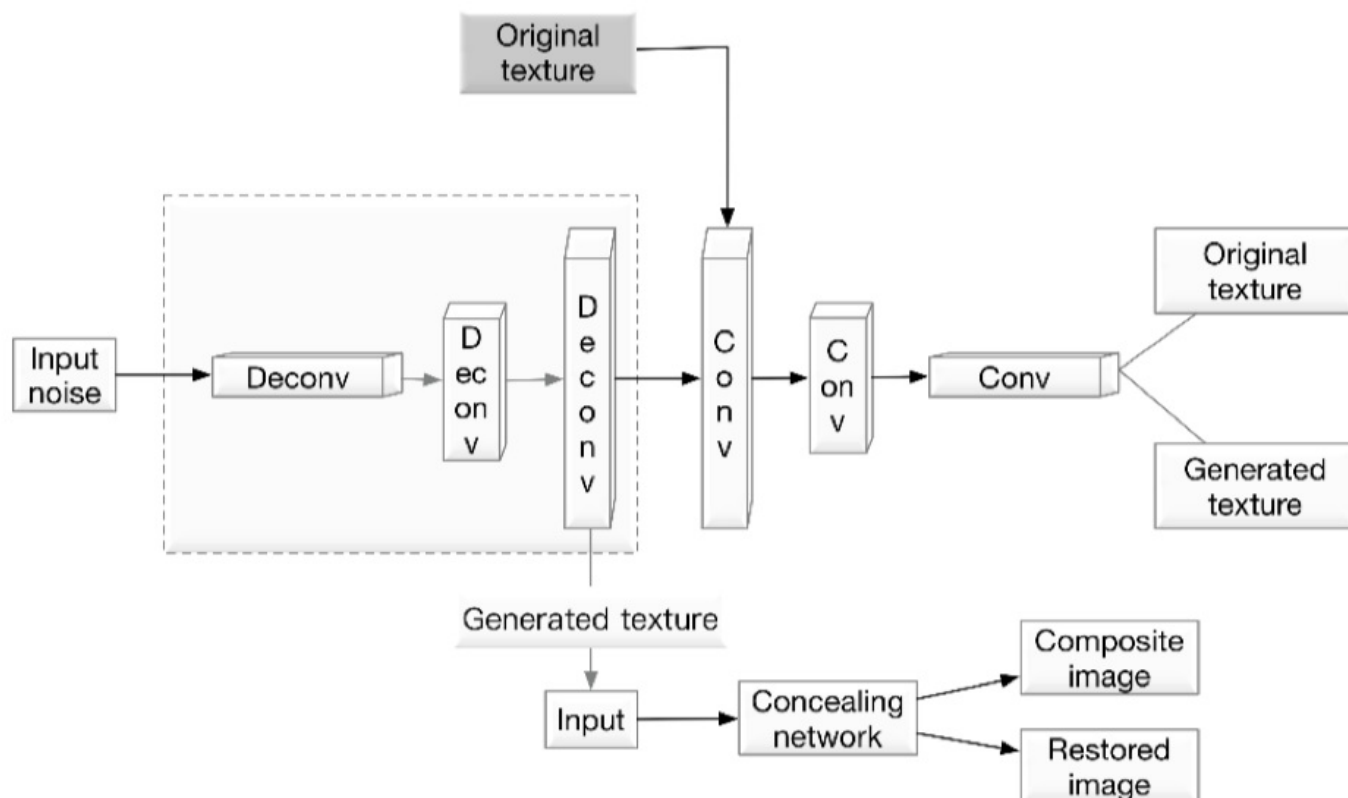 Original
texture
Input
noise
Deconv
D
ec
on
v
D
e
c
o
n
v
C
o
n
v
C
on
v
Conv
Original
texture
Generated
texture
Generated texture
Input
Concealing
network
Composite
image
Restored
image